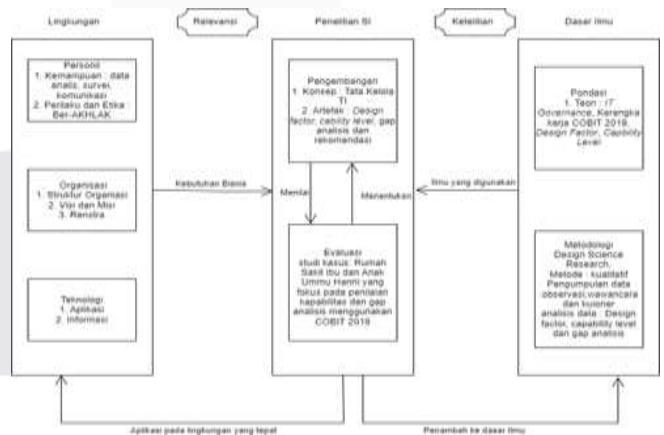 Lingkungan
Relevansi
Penelitian SI
Ketelitian
Dasar Ilmu
Personil
1. Kemampuan : data
analis, survei,
komunikasi
2. Perilaku dan Etika :
Ber-AKHLAK
Organisasi
1. Struktur Organsasi
2. Visi dan Misi
3. Renstra
Teknologi
1. Aplikasi
2. Informasi
Kebutuhan Bisnis
Pengembangan
1. Konsep : Tata Kelola
TI
2. Artefak : Design
factor, cability level, gap
analisis dan
rekomendasi
Menilai
Menentukan
Evaluasi
studi kasus: Rumah
Sakit Ibu dan Anak
Ummu Hanni yang
fokus pada penilaian
kapabilitas dan gap
analisis menggunakan
COBIT 2019
Ilmu yang digunakan
Pondasi
1. Teori : IT
Governance, Kerangka
kerja COBIT 2019,
Design Factor, Capbility
Level
Metodologi
Design Science
Research,
Metode : kualitatif
Pengumpulan data :
observasi,wawancara
dan kuisner
analisis data : Design
factor, capability level
dan gap analisis
Aplikasi pada lingkungan yang tepat
Penambah ke dasar ilmu